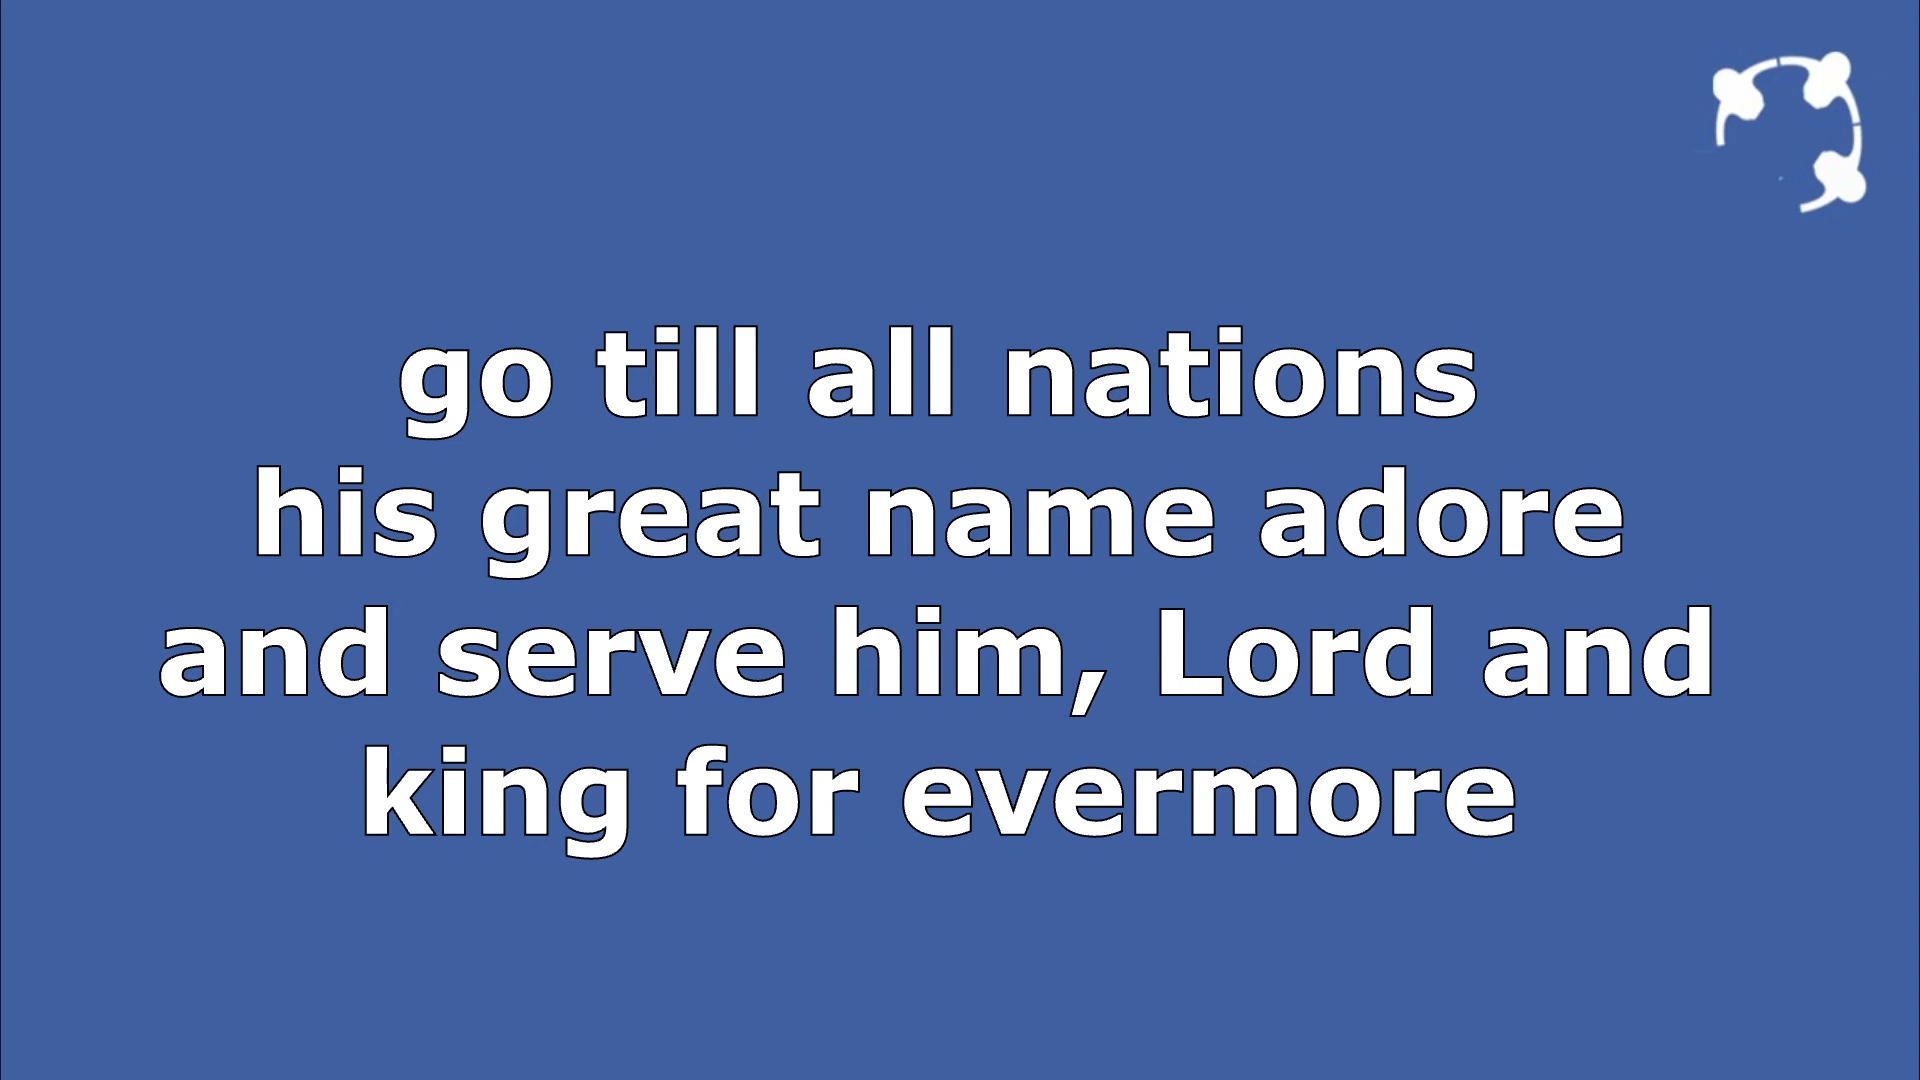 go till all nations
his great name adore
and serve him, Lord and
king for evermore